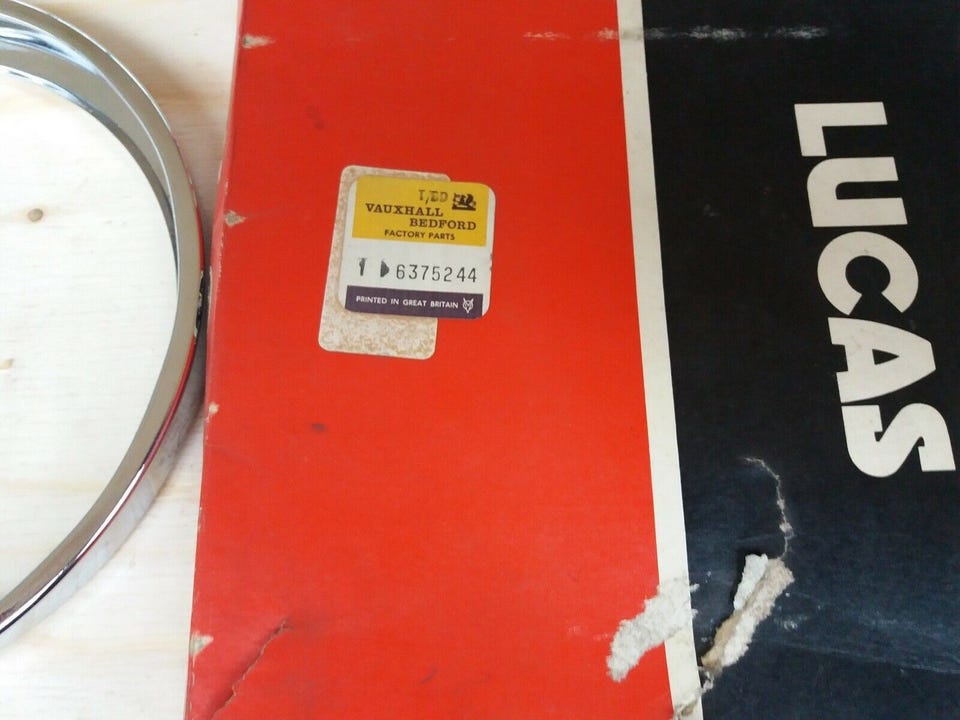 VAUXHALL
BEDFORD
FACTORY PARTS
1 6375244
PRINTED IN GREAT BRITAIN
LUCAS